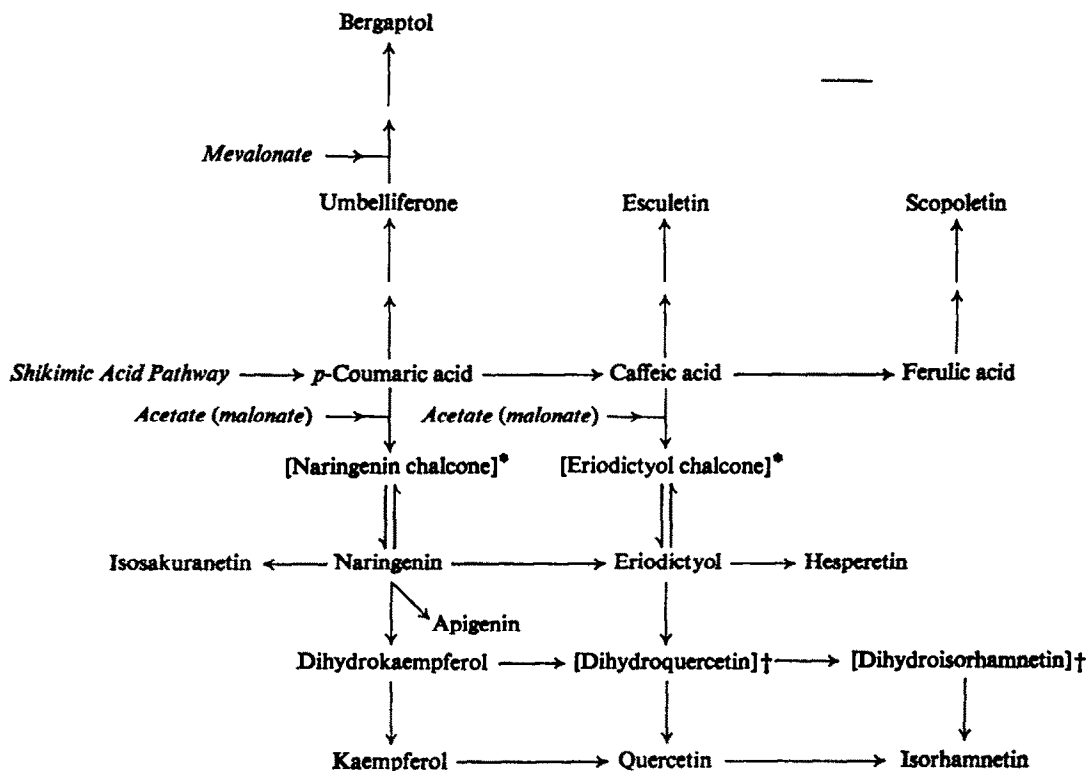 Bergaptol
Mevalonate
Umbelliferone Esculetin Scopoletin
Shikimic Acid Pathway p-Coumaric acid Caffeic acid Ferulic acid
Acetate (malonate) Acetate (malonate)
[Naringenin chalcone]* [Eriodictyol chalcone]*
Isosakuranetin Naringenin Eriodictyol Hesperetin
Apigenin
Dihydrokaempferol [Dihydroquercetin]† [Dihydroisorhamnetin]†
Kaempferol Quercetin Isorhamnetin